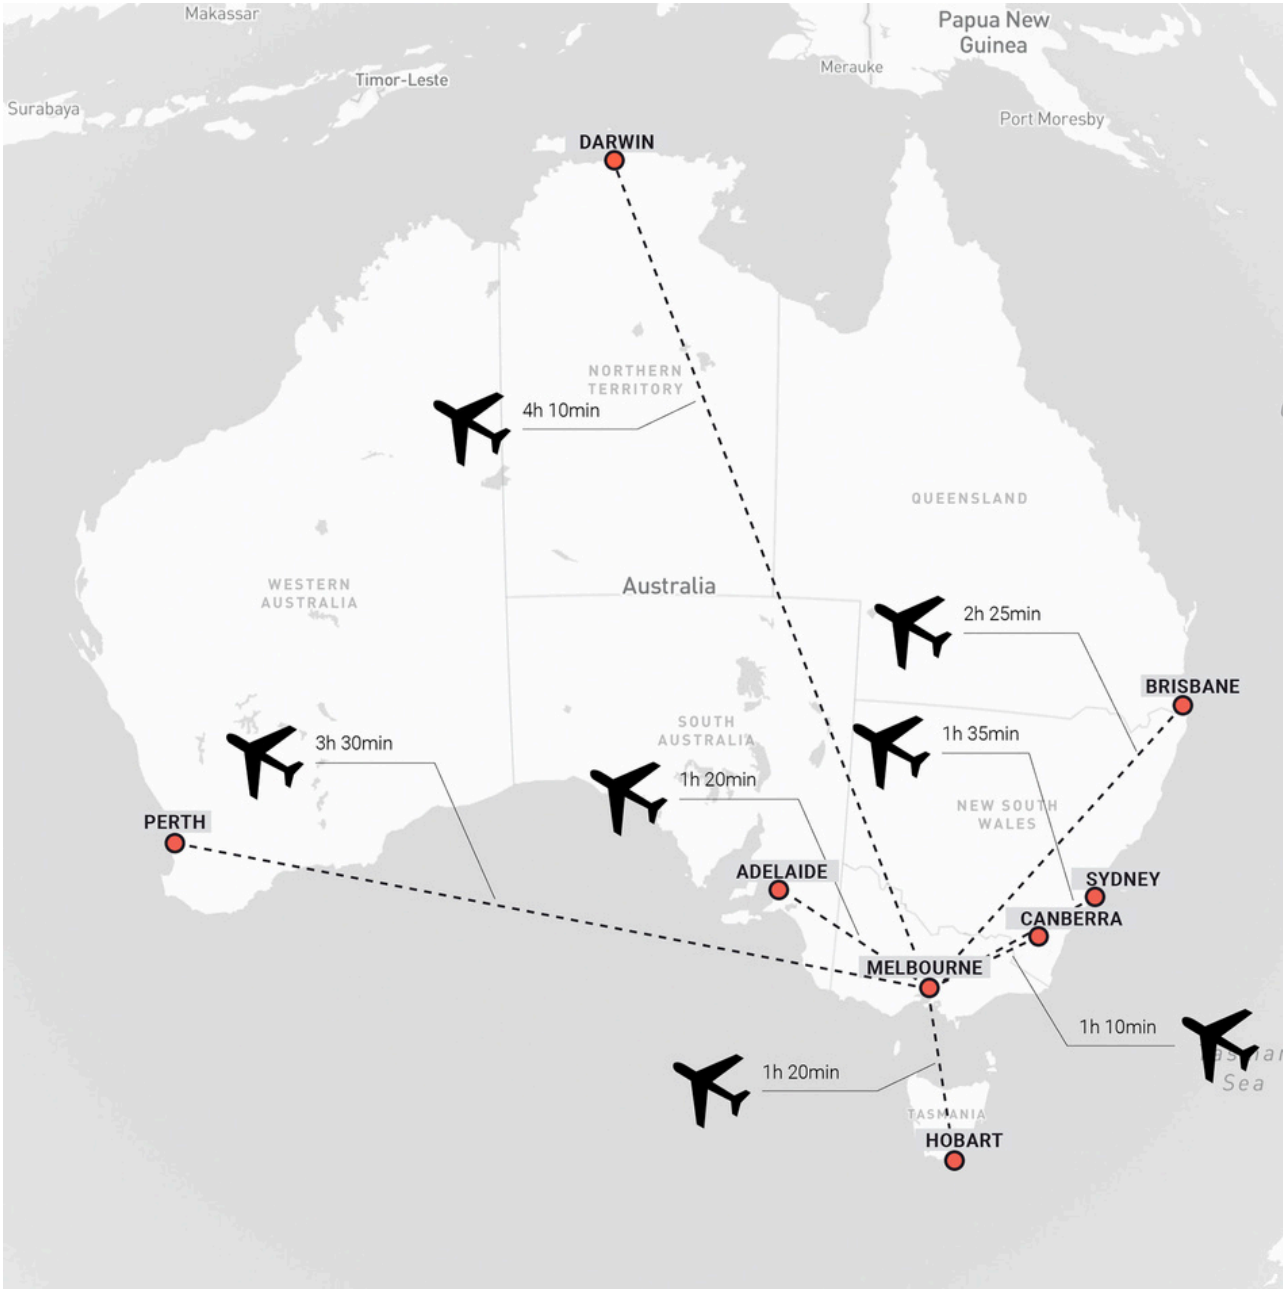 Makassar
Papua New
Guinea
Merauke
Timor-Leste
Surabaya
Port Moresby
DARWIN
NORTHERN
TERRITORY
4h 10min
QUEENSLAND
WESTERN
AUSTRALIA
Australia
2h 25min
BRISBANE
SOUTH
AUSTRALIA
1h 35min
3h 30min
1h 20min
NEW SOUTH
WALES
PERTH
ADELAIDE
SYDNEY
CANBERRA
MELBOURNE
1h 10min
Tasman
Sea
1h 20min
TASMANIA
HOBART